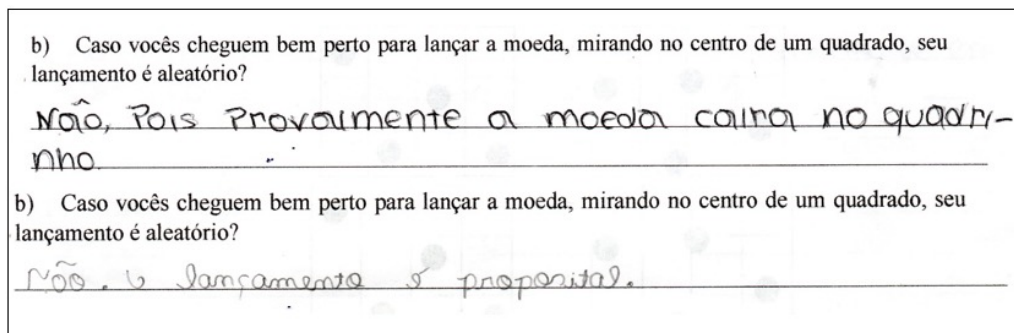 b) Caso vocês cheguem bem perto para lançar a moeda, mirando no centro de um quadrado, seu
lançamento é aleatório?
Não, Pois Provaumente a moeda caira no quadri-
nho.
b) Caso vocês cheguem bem perto para lançar a moeda, mirando no centro de um quadrado, seu
lançamento é aleatório?
Não. o lançamento é proposital.